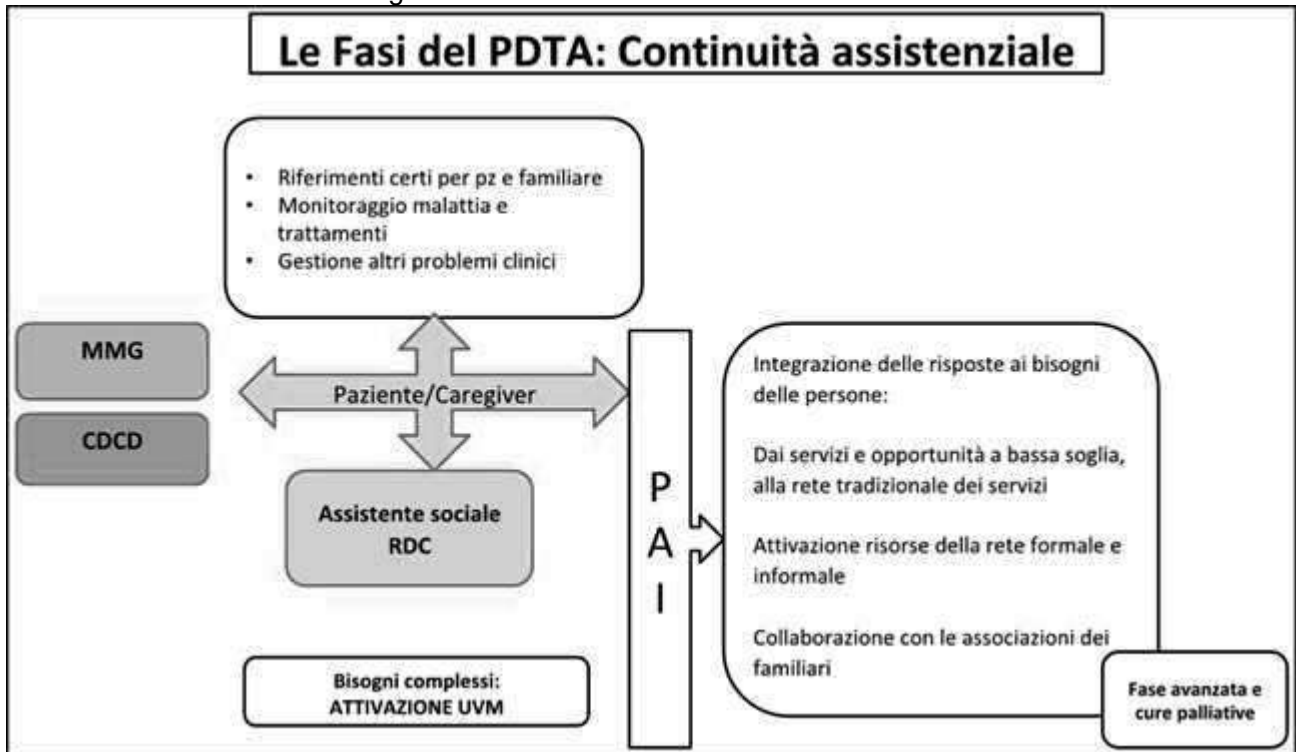 Le Fasi del PDTA: Continuità assistenziale
• Riferimenti certi per pz e familiare
• Monitoraggio malattia e
trattamenti
• Gestione altri problemi clinici
MMG
CDCD
Paziente/Caregiver
Assistente sociale
RDC
Bisogni complessi:
ATTIVAZIONE UVM
P
A
I
Integrazione delle risposte ai bisogni
delle persone:
Dai servizi e opportunità a bassa soglia,
alla rete tradizionale dei servizi
Attivazione risorse della rete formale e
informale
Collaborazione con le associazioni dei
familiari
Fase avanzata e
cure palliative